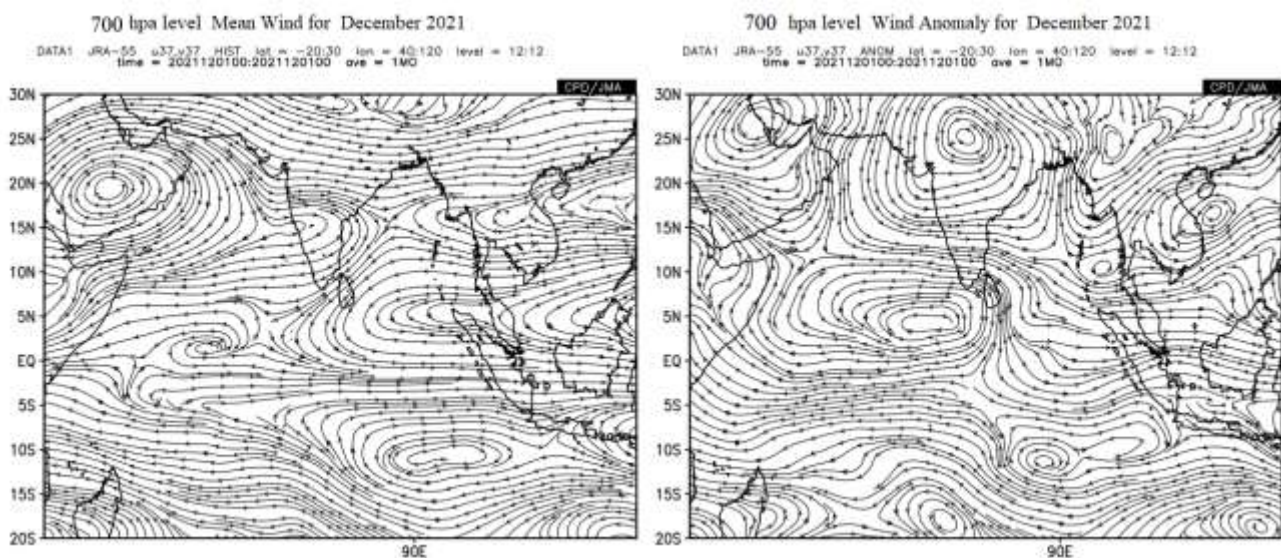 700 hpa level Mean Wind for December 2021
DATA1 JRA-55 u37,v37 HIST lat = -20:30 lon = 40:120 level = 12:12
time = 2021120100:2021120100 ave = 1MO
CPD/JMA
30N
25N
20N
15N
10N
5N
EQ
5S
10S
15S
20S
90E
700 hpa level Wind Anomaly for December 2021
DATA1 JRA-55 u37,v37 ANOM lat = -20:30 lon = 40:120 level = 12:12
time = 2021120100:2021120100 ave = 1MO
CPD/JMA
30N
25N
20N
15N
10N
5N
EQ
5S
10S
15S
20S
90E